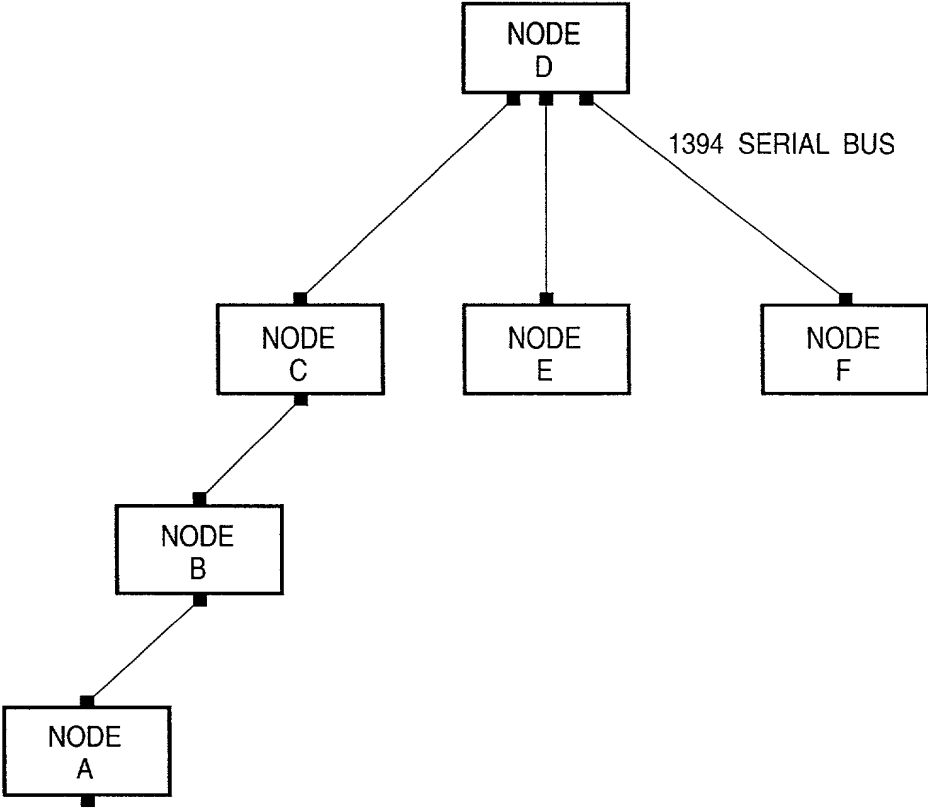 NODE
D
1394 SERIAL BUS
NODE
C
NODE
E
NODE
F
NODE
B
NODE
A